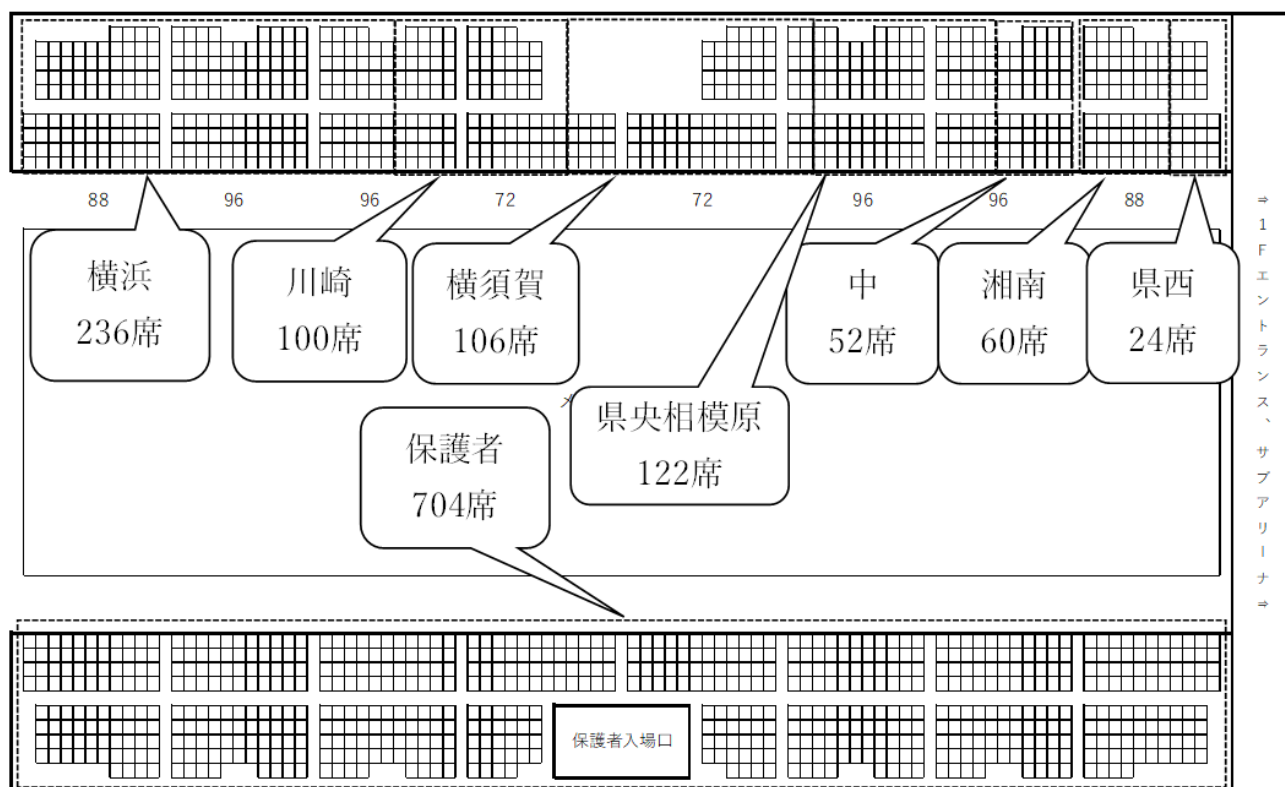 88 96 96 72 72 96 96 88
横浜
236席
川崎
100席
横須賀
106席
中
52席
湘南
60席
県西
24席
県央相模原
122席
保護者
704席
⇒1Fエントランス、サブアリーナ⇒
保護者入場口